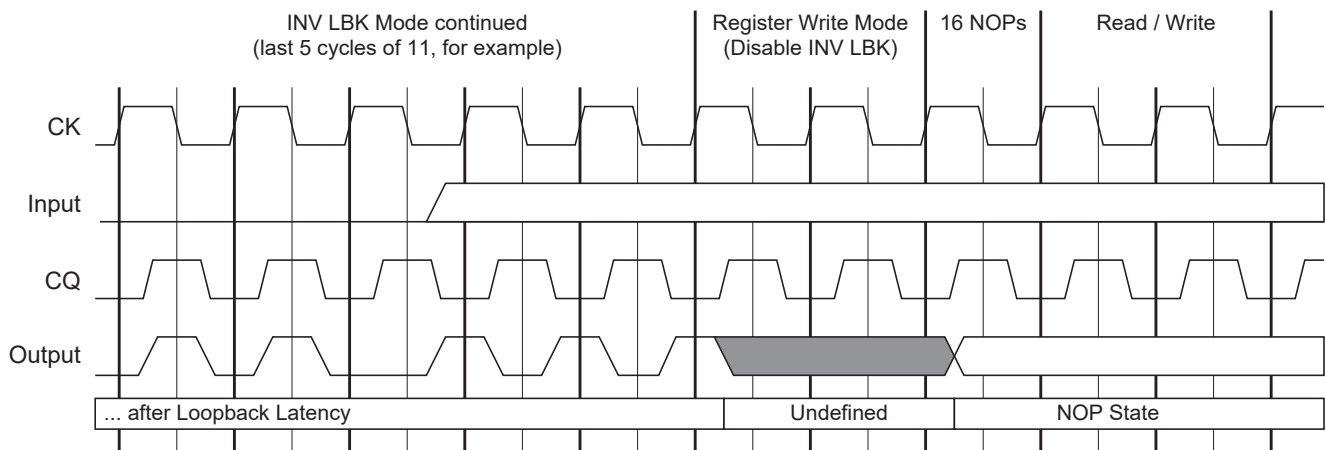 INV LBK Mode continued
(last 5 cycles of 11, for example)
Register Write Mode
(Disable INV LBK)
16 NOPs
Read / Write
CK
Input
CQ
Output
... after Loopback Latency
Undefined
NOP State